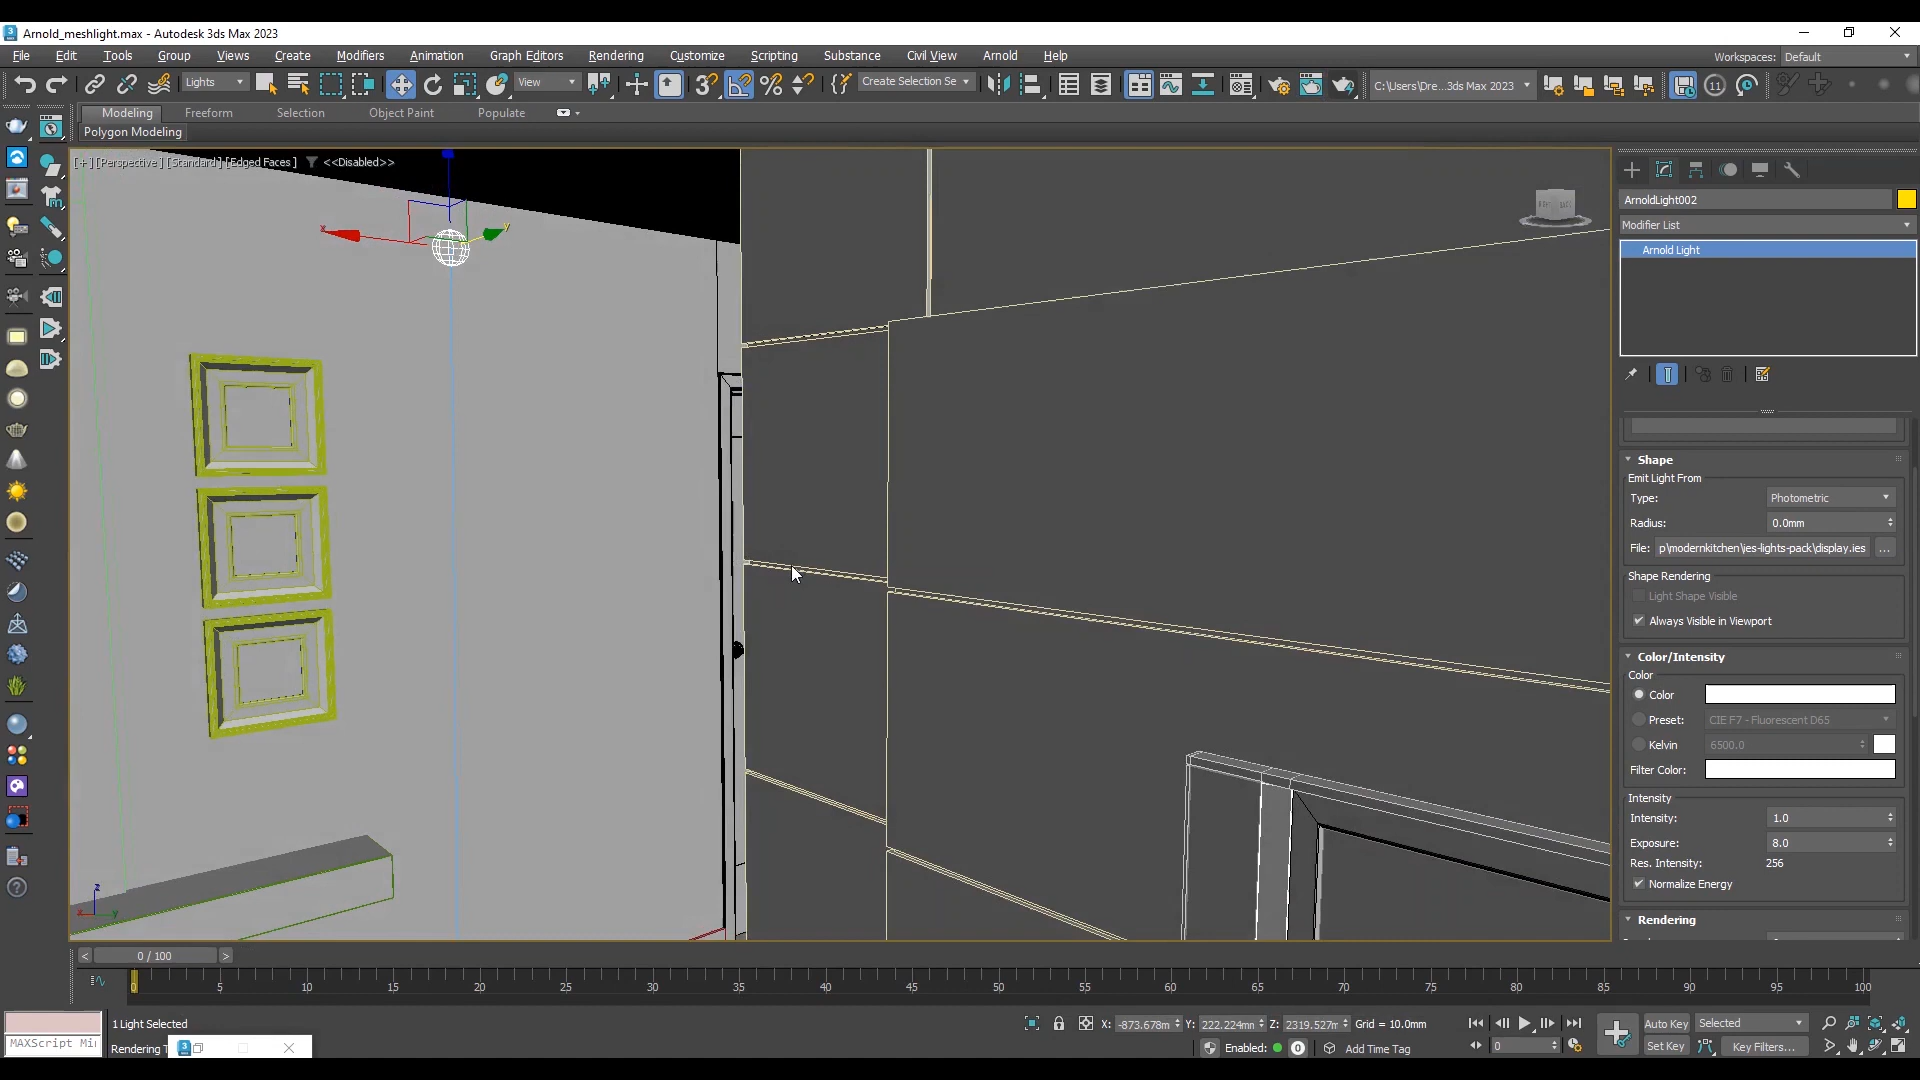 Arnold_meshlight.max - Autodesk 3ds Max 2023
File Edit Tools Group Views Create Modifiers Animation Graph Editors Rendering Customize Scripting Substance Civil View Arnold Help
Workspaces: Default
Lights View Create Selection Se C:\Users\Dre...3ds Max 2023
Modeling Freeform Selection Object Paint Populate
Polygon Modeling
[+] [Perspective] [Standard] [Edged Faces] <<Disabled>>
ArnoldLight002
Modifier List
Arnold Light
Shape
Emit Light From
Type: Photometric
Radius: 0.0mm
File: p\modernkitchen\ies-lights-pack\display.ies ...
Shape Rendering
Light Shape Visible
Always Visible in Viewport
Color/Intensity
Color
Color
Preset: CIE F7 - Fluorescent D65
Kelvin 6500.0
Filter Color:
Intensity
Intensity: 1.0
Exposure: 8.0
Res. Intensity: 256
Normalize Energy
Rendering
x
y
z
x y
< 0 / 100 >
0 5 10 15 20 25 30 35 40 45 50 55 60 65 70 75 80 85 90 95 100
1 Light Selected
X: -873.678m Y: 222.224mn Z: 2319.527m Grid = 10.0mm
Auto Key Selected
MAXScript Mi
Rendering T
Enabled: 0 Add Time Tag
0
Set Key Key Filters...